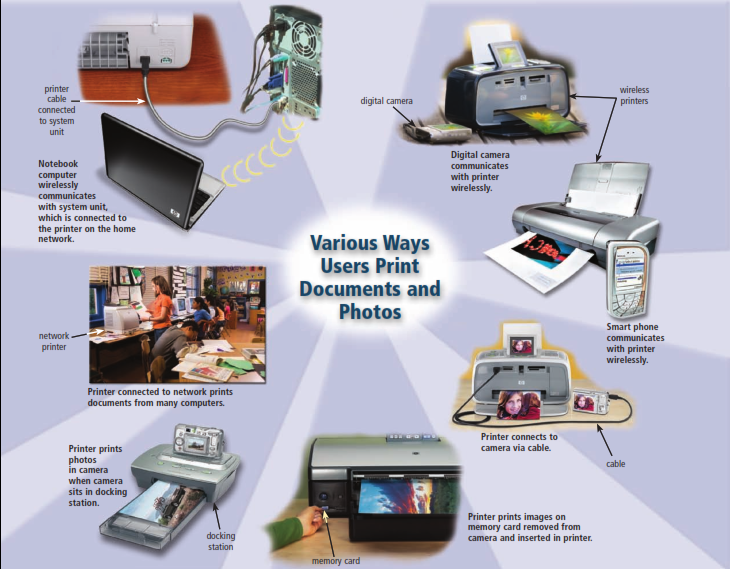 printer
cable
connected
to system
unit
Notebook
computer
wirelessly
communicates
with system unit,
which is connected to
the printer on the home
network.
digital camera
wireless
printers
Digital camera
communicates
with printer
wirelessly.
Various Ways
Users Print
Documents and
Photos
Smart phone
communicates
with printer
wirelessly.
network
printer
Printer connected to network prints
documents from many computers.
Printer connects to
camera via cable.
cable
Printer prints
photos
in camera
when camera
sits in docking
station.
docking
station
memory card
Printer prints images on
memory card removed from
camera and inserted in printer.